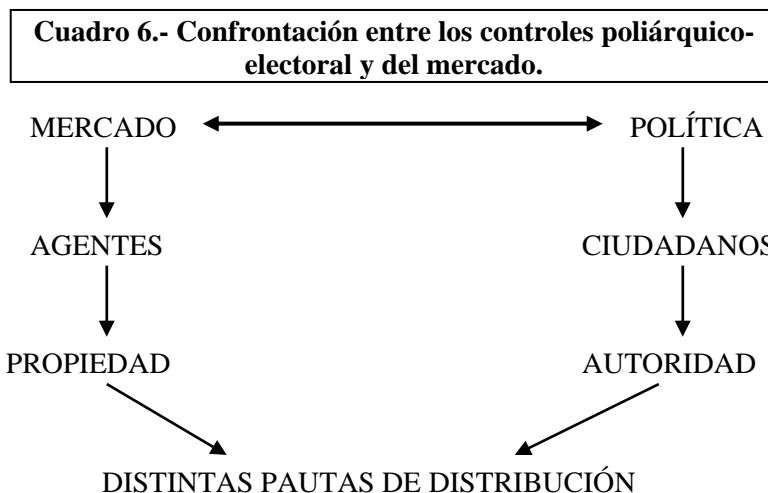 Cuadro 6.- Confrontación entre los controles poliárquico-
electoral y del mercado.
MERCADO POLÍTICA
AGENTES CIUDADANOS
PROPIEDAD AUTORIDAD
DISTINTAS PAUTAS DE DISTRIBUCIÓN